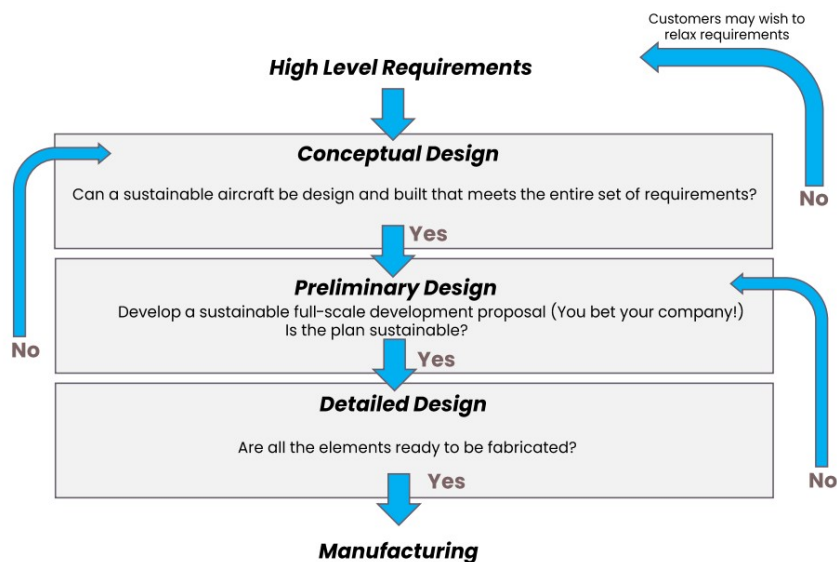 Customers may wish to
relax requirements
High Level Requirements
Conceptual Design
Can a sustainable aircraft be design and built that meets the entire set of requirements?
No
Yes
Preliminary Design
Develop a sustainable full-scale development proposal (You bet your company!)
Is the plan sustainable?
No
Yes
Detailed Design
Are all the elements ready to be fabricated?
No
Yes
Manufacturing